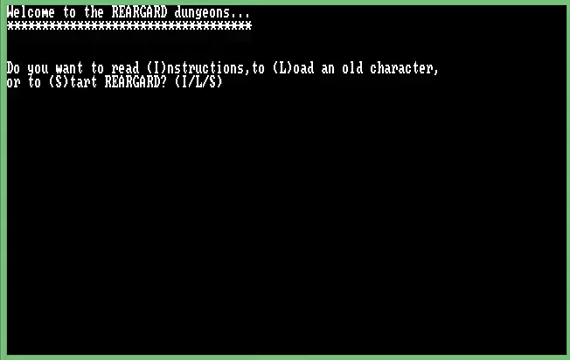 Welcome to the REARGARD dungeons...
***********************************
Do you want to read (I)nstructions,to (L)oad an old character,
or to (S)tart REARGARD? (I/L/S)